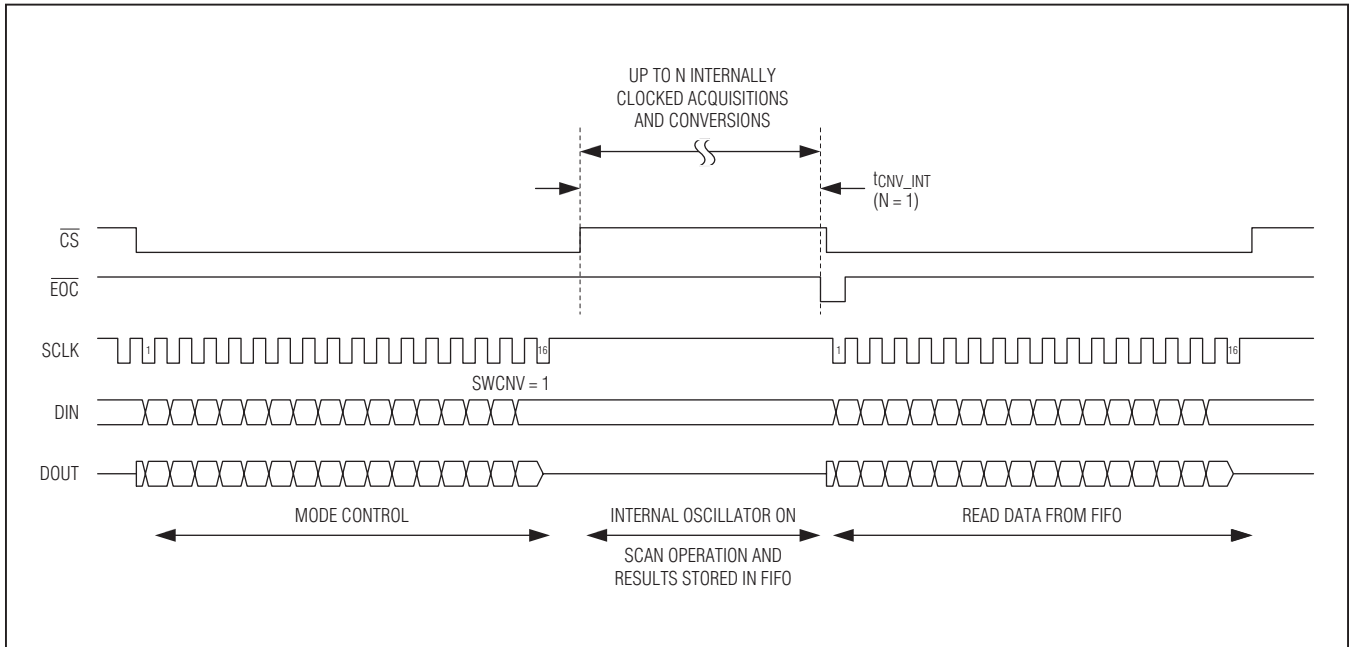 UP TO N INTERNALLY
CLOCKED ACQUISITIONS
AND CONVERSIONS
tCNV_INT
(N = 1)
CS
EOC
SCLK
1
16
1
16
SWCNV = 1
DIN
DOUT
MODE CONTROL
INTERNAL OSCILLATOR ON
READ DATA FROM FIFO
SCAN OPERATION AND
RESULTS STORED IN FIFO